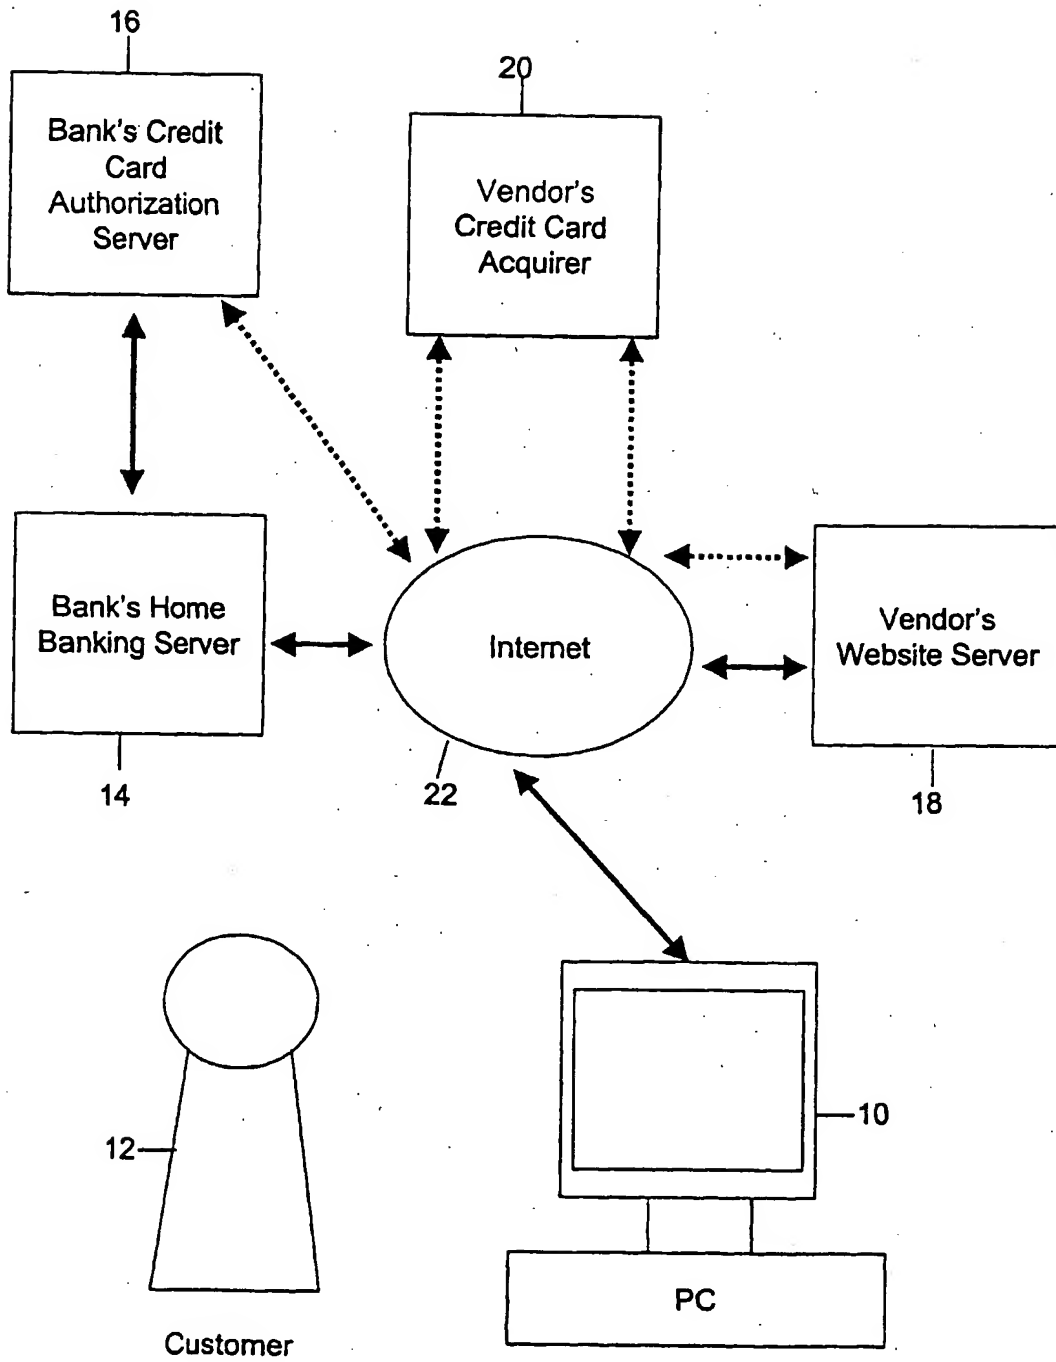 16
20
Bank's Credit
Card
Authorization
Server
Vendor's
Credit Card
Acquirer
Bank's Home
Banking Server
Internet
Vendor's
Website Server
14
22
18
12
10
PC
Customer